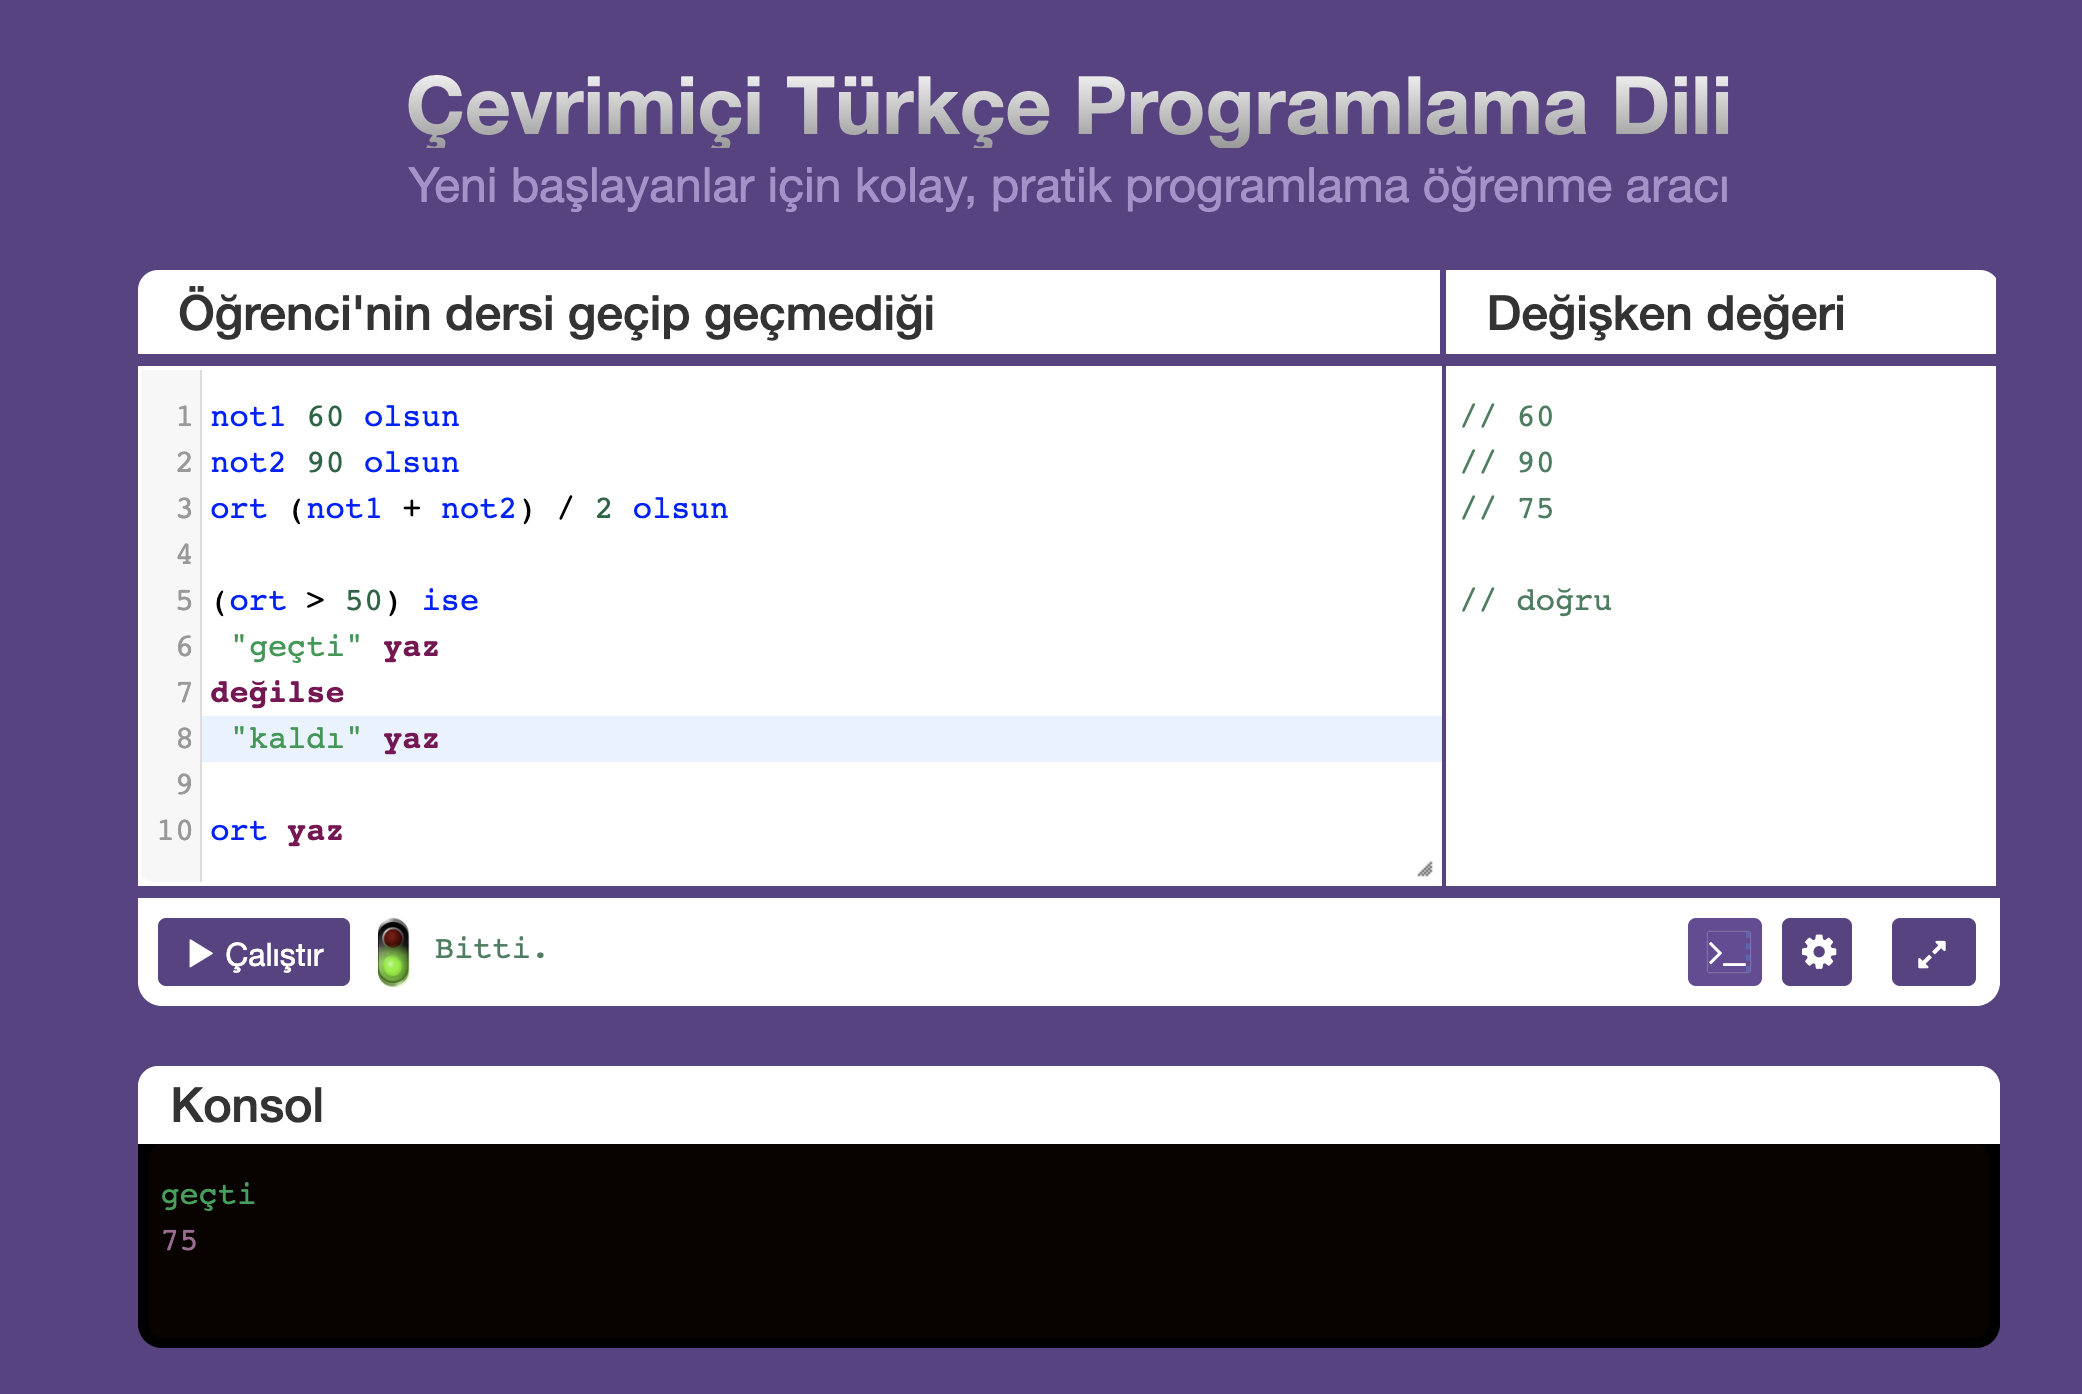 Çevrimiçi Türkçe Programlama Dili
Yeni başlayanlar için kolay, pratik programlama öğrenme aracı
Öğrenci'nin dersi geçip geçmediği
Değişken değeri
1 not1 60 olsun
2 not2 90 olsun
3 ort (not1 + not2) / 2 olsun
4
5 (ort > 50) ise
6  "geçti" yaz
7 değilse
8  "kaldı" yaz
9
10 ort yaz
// 60
// 90
// 75
// doğru
Çalıştır
Bitti.
>_
Konsol
geçti
75